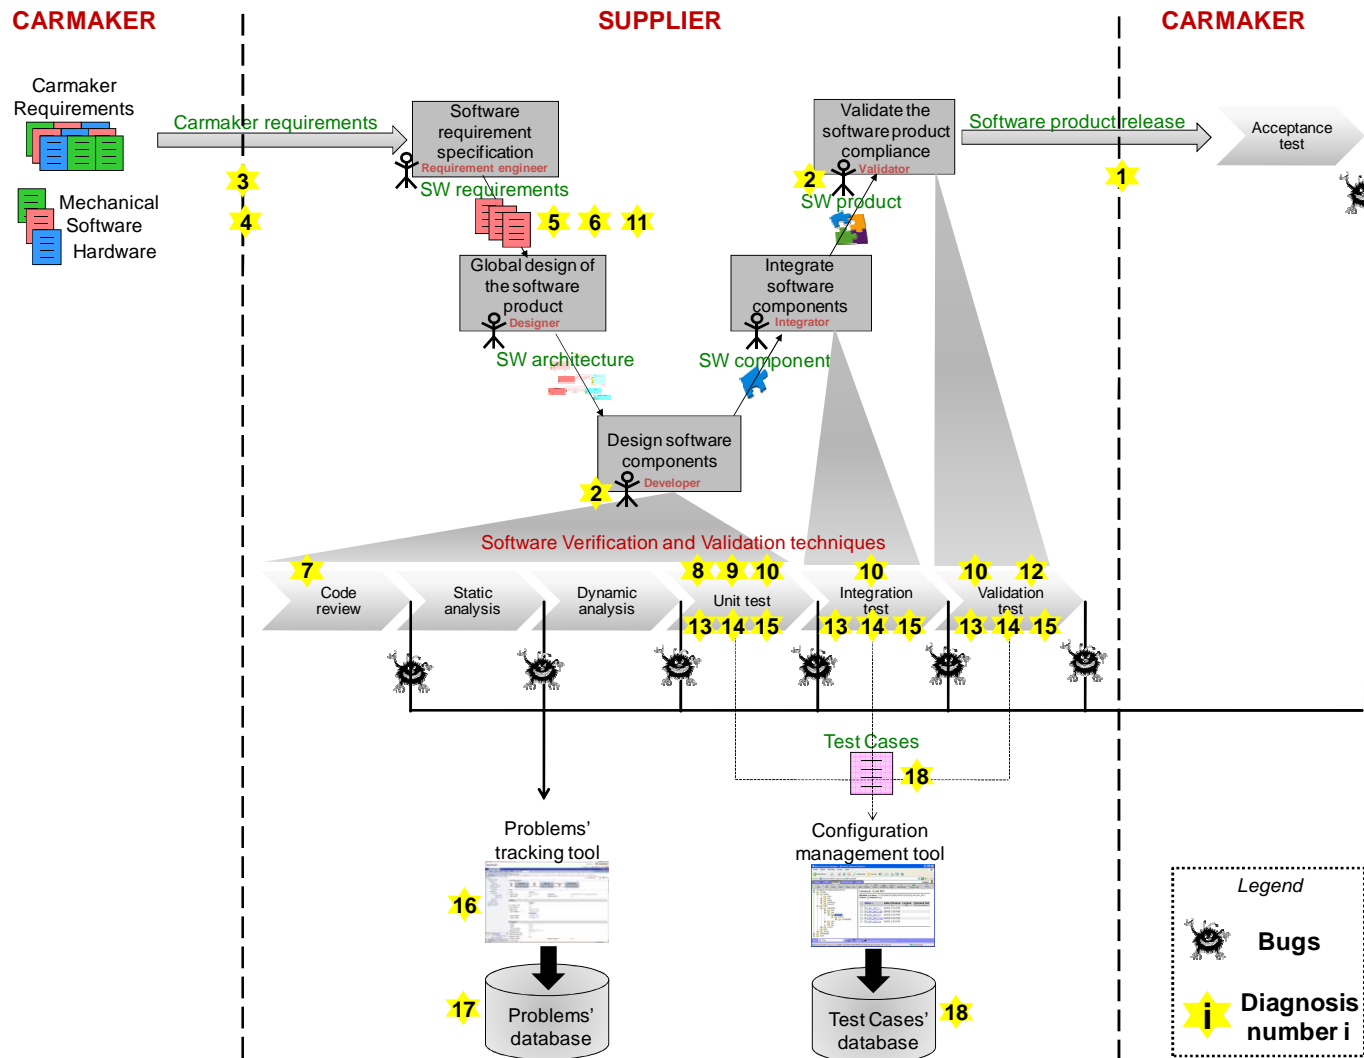 CARMAKER
SUPPLIER
CARMAKER
Carmaker
Requirements
Carmaker requirements
3
4
Mechanical
Software
Hardware
Software
requirement
specification
Requirement engineer
SW requirements
5 6 11
Global design of
the software
product
Designer
SW architecture
Design software
components
Developer
2
Validate the
software product
compliance
Validator
2
SW product
Integrate
software
components
Integrator
SW component
Software product release
1
Acceptance
test
Software Verification and Validation techniques
7
Code
review
Static
analysis
Dynamic
analysis
8 9 10
Unit test
13 14 15
10
Integration
test
13 14 15
10 12
Validation
test
13 14 15
Test Cases
18
Problems'
tracking tool
16
17
Problems'
database
Configuration
management tool
Test Cases'
database
18
Legend
Bugs
i
Diagnosis
number i